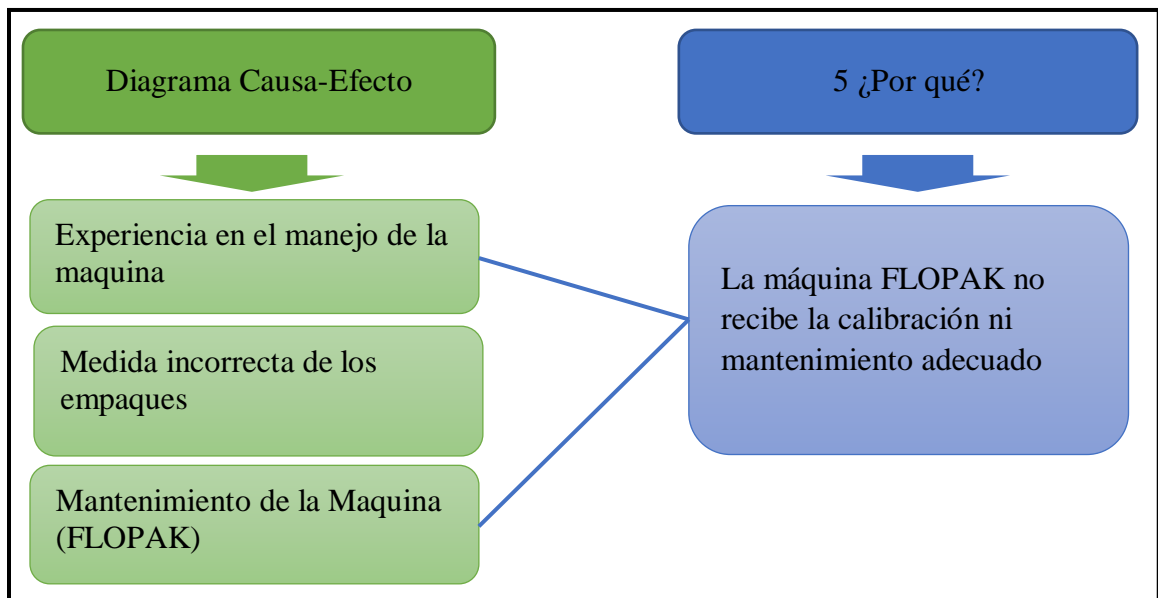 Diagrama Causa-Efecto
5 ¿Por qué?
Experiencia en el manejo de la
maquina
Medida incorrecta de los
empaques
Mantenimiento de la Maquina
(FLOPAK)
La máquina FLOPAK no
recibe la calibración ni
mantenimiento adecuado